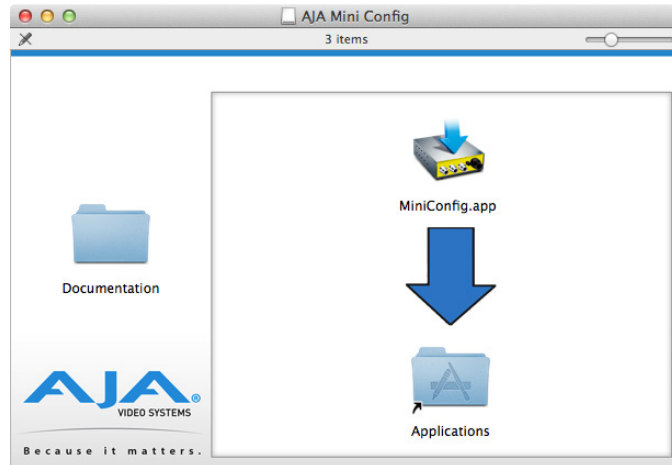 AJA Mini Config
3 items
MiniConfig.app
Documentation
Applications
AJA®
VIDEO SYSTEMS
Because it matters.